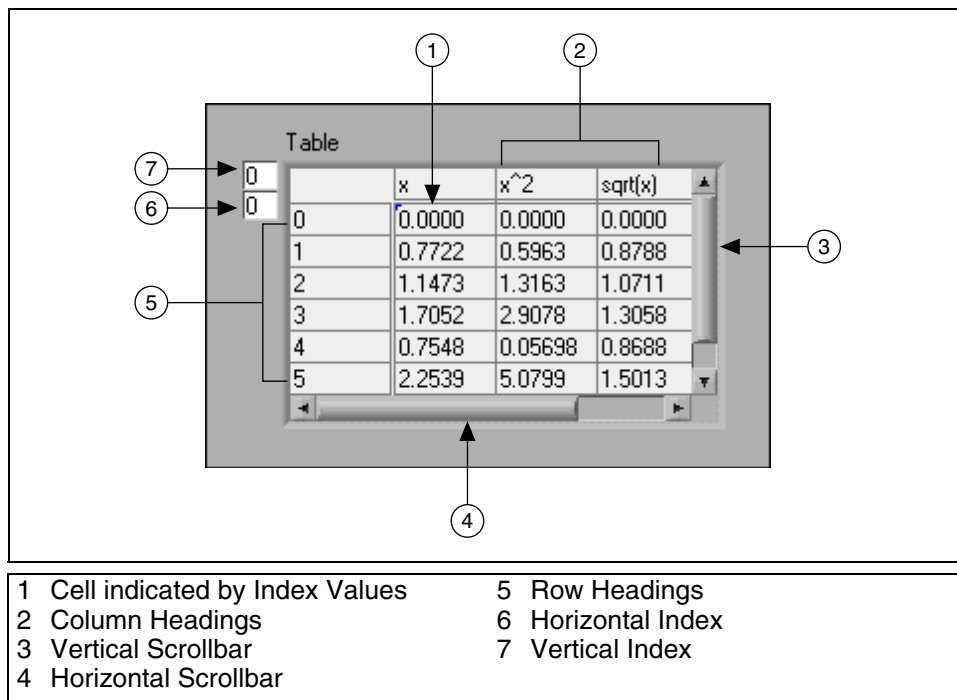 1 2
Table
7 0 x x^2 sqrt(x)
6 0 0 0.0000 0.0000 0.0000
1 0.7722 0.5963 0.8788 3
2 1.1473 1.3163 1.0711
5 3 1.7052 2.9078 1.3058
4 0.7548 0.05698 0.8688
5 2.2539 5.0799 1.5013
4
1 Cell indicated by Index Values
2 Column Headings
3 Vertical Scrollbar
4 Horizontal Scrollbar
5 Row Headings
6 Horizontal Index
7 Vertical Index